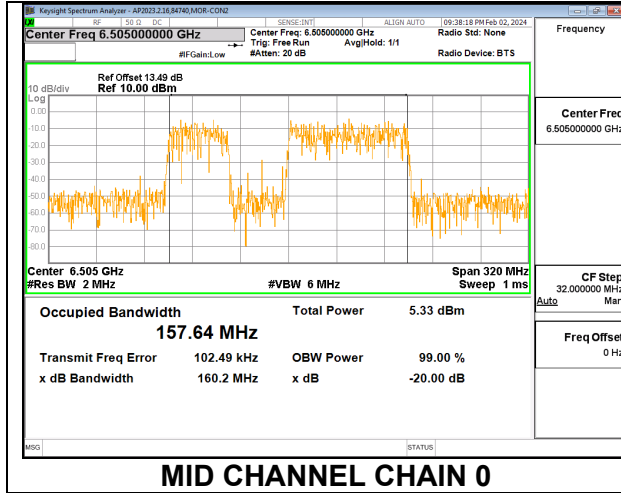 Keysight Spectrum Analyzer - AP2023.2.16,84740,MOR-CON2
RF 50 Ω DC SENSE:INT ALIGN AUTO 09:38:18 PM Feb 02, 2024
Center Freq 6.505000000 GHz
Center Freq: 6.505000000 GHz Radio Std: None
Trig: Free Run Avg|Hold: 1/1
#IFGain:Low #Atten: 20 dB Radio Device: BTS
Frequency
Ref Offset 13.49 dB
10 dB/div Ref 10.00 dBm
Log
0.00
-10.0
-20.0
-30.0
-40.0
-50.0
-60.0
-70.0
-80.0
Center 6.505 GHz Span 320 MHz
#Res BW 2 MHz #VBW 6 MHz Sweep 1 ms
Center Freq
6.505000000 GHz
CF Step
32.000000 MHz
Auto Man
Freq Offset
0 Hz
Occupied Bandwidth Total Power 5.33 dBm
157.64 MHz
Transmit Freq Error 102.49 kHz OBW Power 99.00 %
x dB Bandwidth 160.2 MHz x dB -20.00 dB
MSG STATUS
MID CHANNEL CHAIN 0